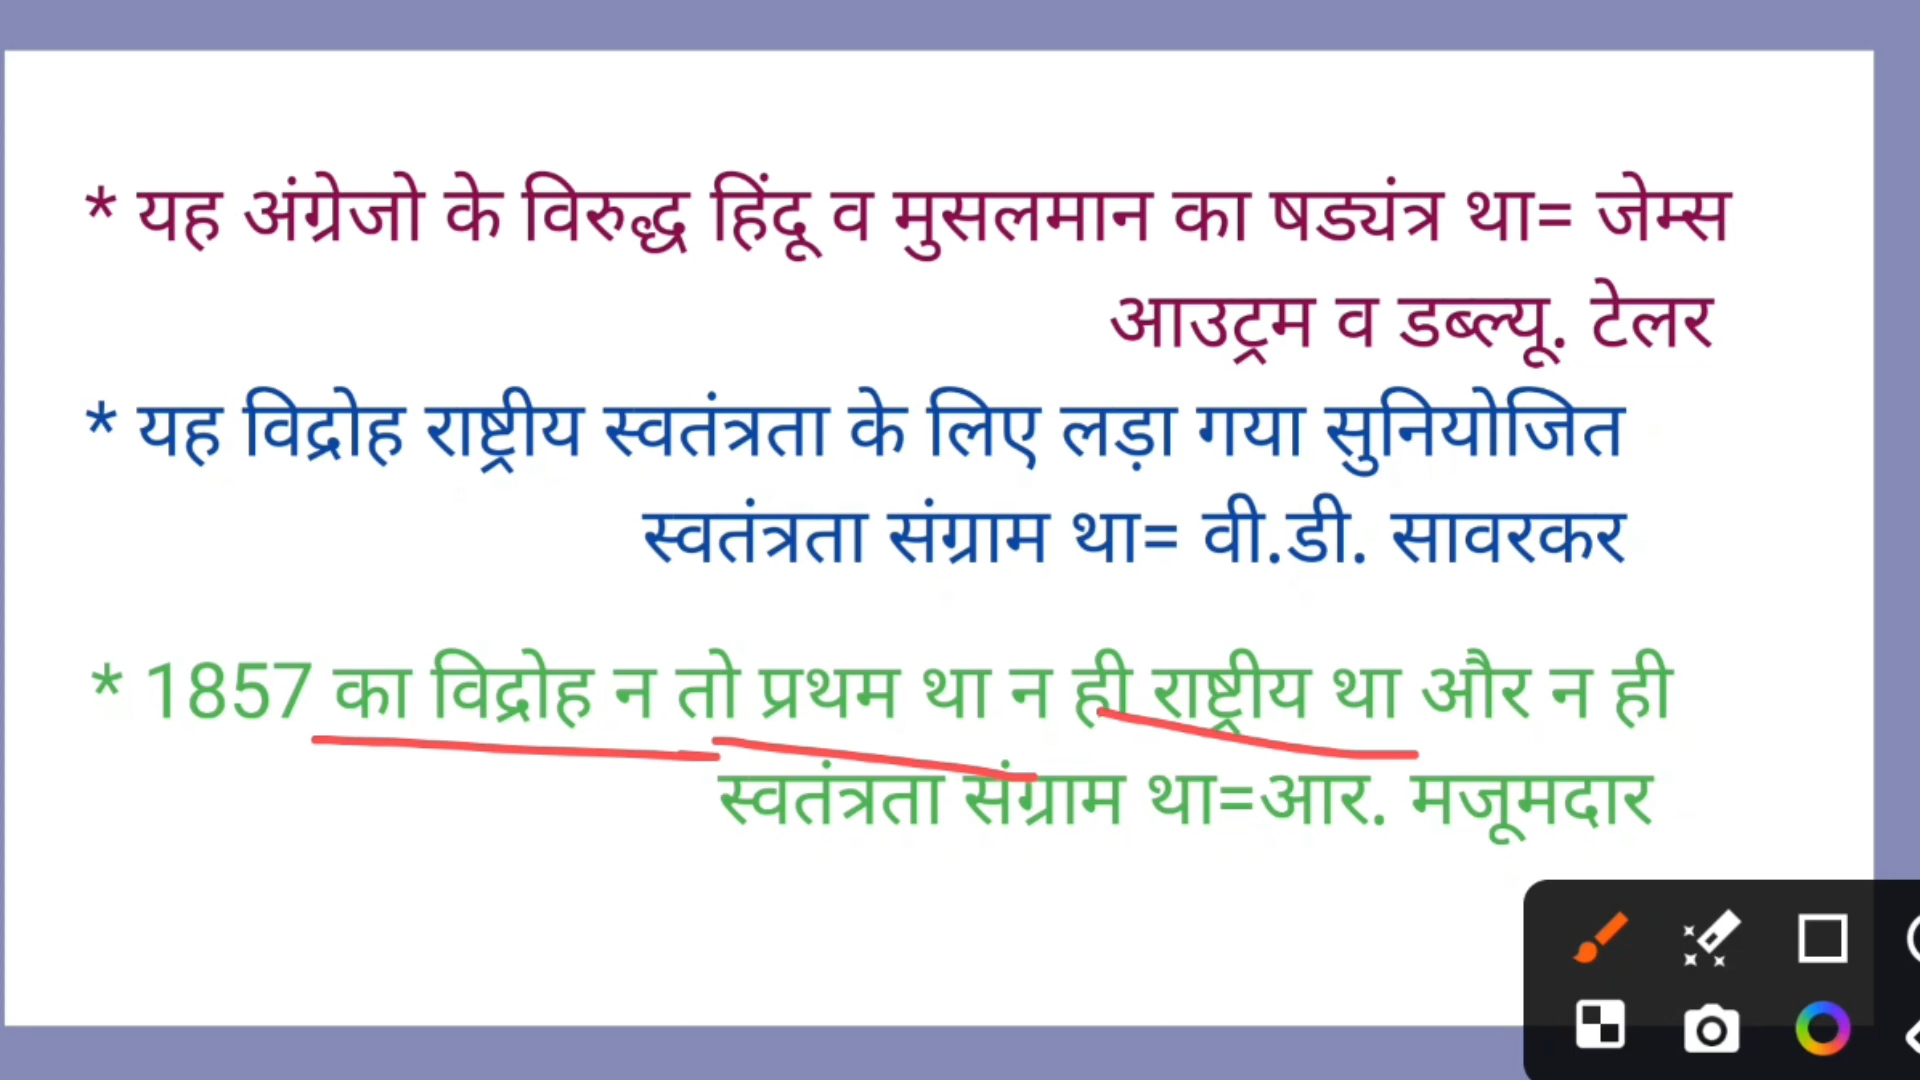 * यह अंग्रेजो के विरुद्ध हिंदू व मुसलमान का षड्यंत्र था= जेम्स
आउट्रम व डब्ल्यू. टेलर
* यह विद्रोह राष्ट्रीय स्वतंत्रता के लिए लड़ा गया सुनियोजित
स्वतंत्रता संग्राम था= वी.डी. सावरकर
* 1857 का विद्रोह न तो प्रथम था न ही राष्ट्रीय था और न ही
स्वतंत्रता संग्राम था=आर. मजूमदार